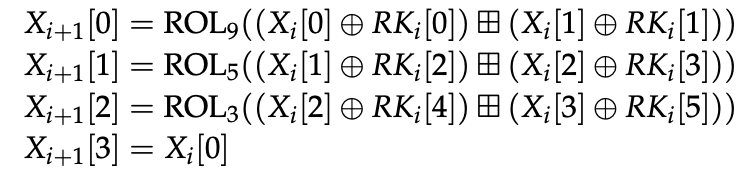 X_{i+1}[0] = ROL_9((X_i[0] ⊕ RK_i[0]) ⊞ (X_i[1] ⊕ RK_i[1]))
X_{i+1}[1] = ROL_5((X_i[1] ⊕ RK_i[2]) ⊞ (X_i[2] ⊕ RK_i[3]))
X_{i+1}[2] = ROL_3((X_i[2] ⊕ RK_i[4]) ⊞ (X_i[3] ⊕ RK_i[5]))
X_{i+1}[3] = X_i[0]